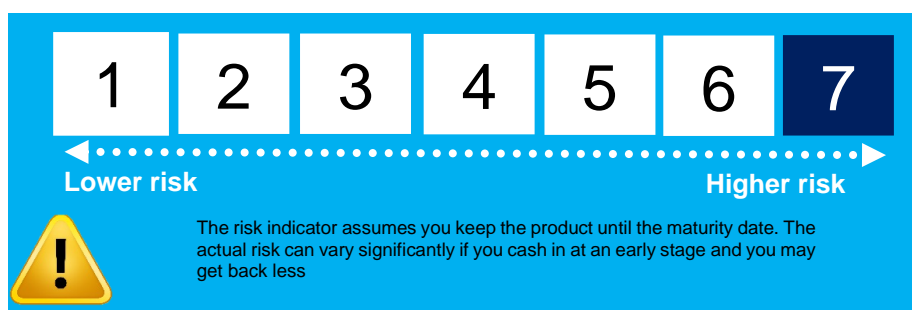 1 2 3 4 5 6 7
Lower risk Higher risk
The risk indicator assumes you keep the product until the maturity date. The
actual risk can vary significantly if you cash in at an early stage and you may
get back less